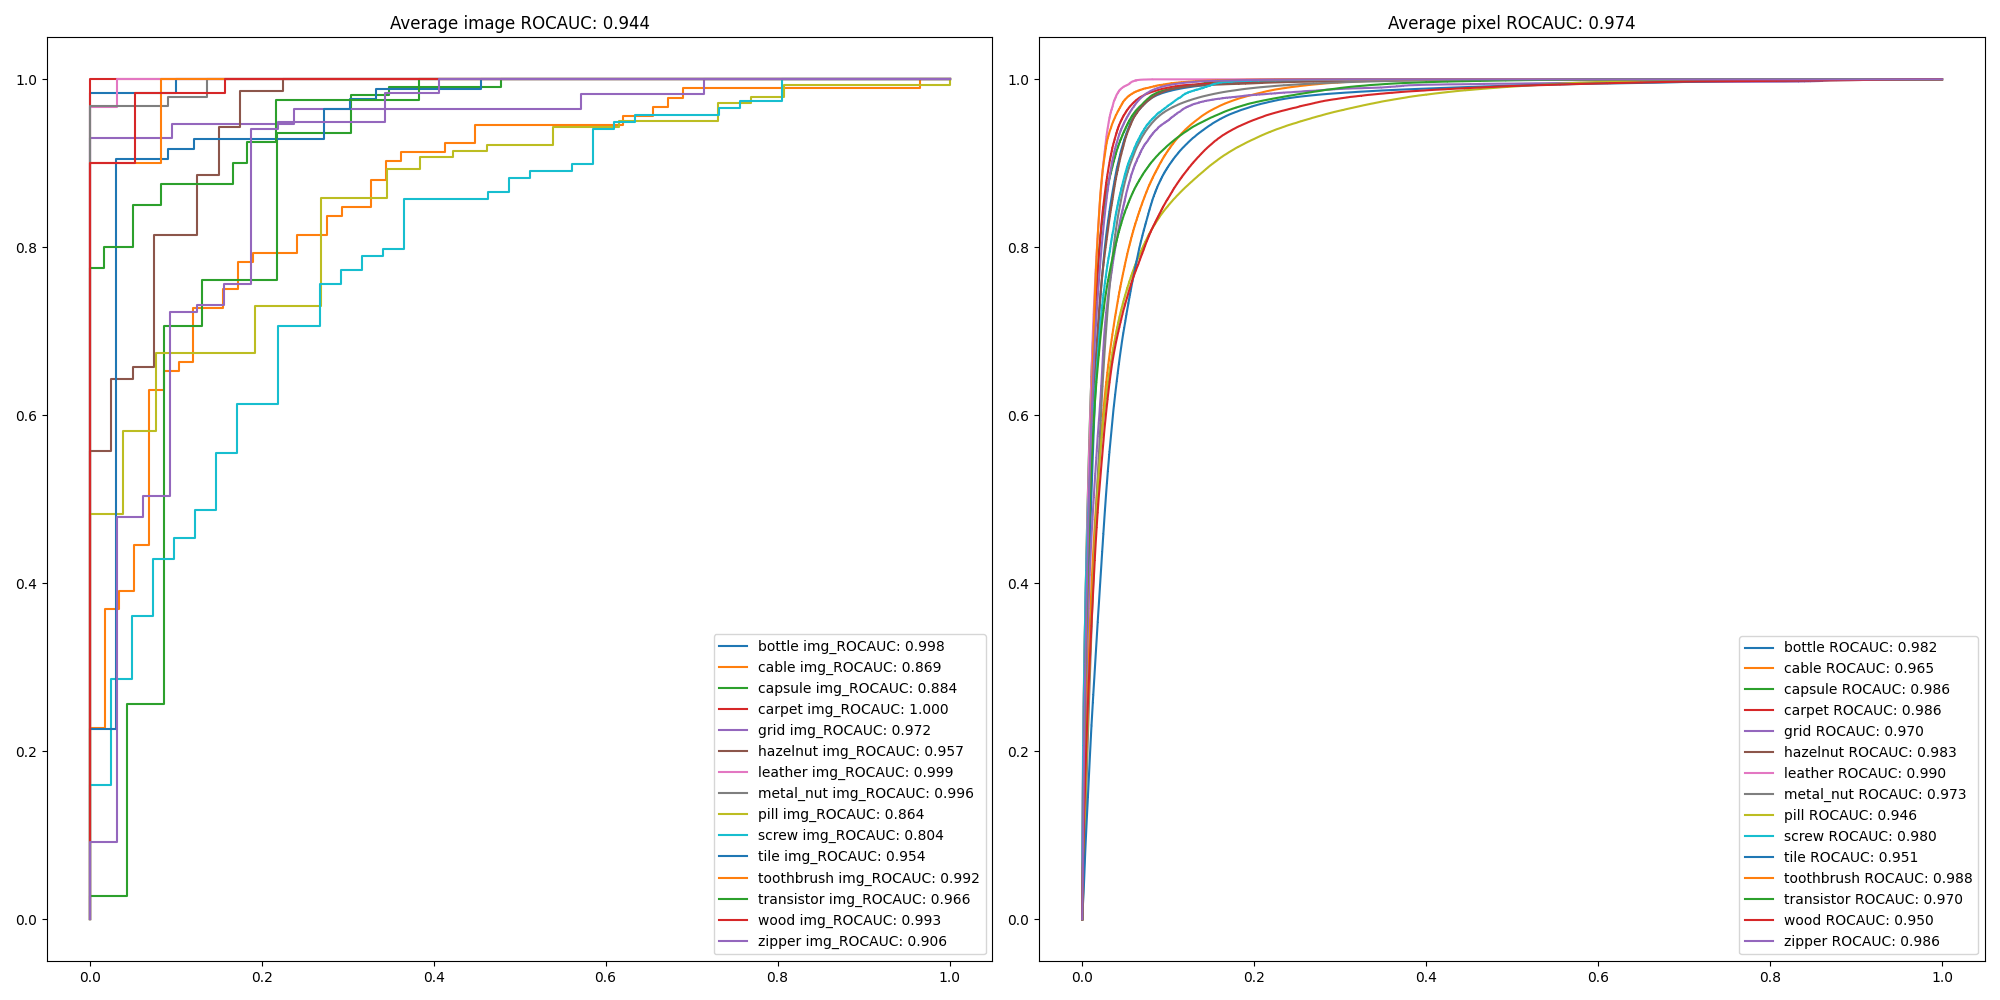 Average image ROCAUC: 0.944
1.0
0.8
0.6
0.4
0.2
0.0
0.0 0.2 0.4 0.6 0.8 1.0
bottle img_ROCAUC: 0.998
cable img_ROCAUC: 0.869
capsule img_ROCAUC: 0.884
carpet img_ROCAUC: 1.000
grid img_ROCAUC: 0.972
hazelnut img_ROCAUC: 0.957
leather img_ROCAUC: 0.999
metal_nut img_ROCAUC: 0.996
pill img_ROCAUC: 0.864
screw img_ROCAUC: 0.804
tile img_ROCAUC: 0.954
toothbrush img_ROCAUC: 0.992
transistor img_ROCAUC: 0.966
wood img_ROCAUC: 0.993
zipper img_ROCAUC: 0.906
Average pixel ROCAUC: 0.974
1.0
0.8
0.6
0.4
0.2
0.0
0.0 0.2 0.4 0.6 0.8 1.0
bottle ROCAUC: 0.982
cable ROCAUC: 0.965
capsule ROCAUC: 0.986
carpet ROCAUC: 0.986
grid ROCAUC: 0.970
hazelnut ROCAUC: 0.983
leather ROCAUC: 0.990
metal_nut ROCAUC: 0.973
pill ROCAUC: 0.946
screw ROCAUC: 0.980
tile ROCAUC: 0.951
toothbrush ROCAUC: 0.988
transistor ROCAUC: 0.970
wood ROCAUC: 0.950
zipper ROCAUC: 0.986